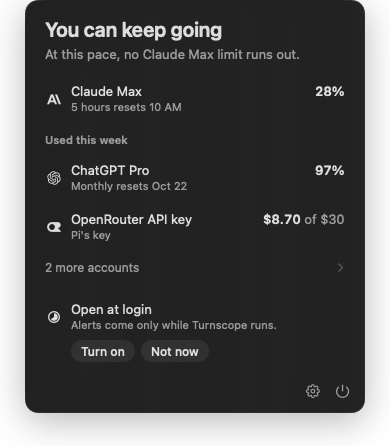 You can keep going
At this pace, no Claude Max limit runs out.
Claude Max 28%
5 hours resets 10 AM
Used this week
ChatGPT Pro 97%
Monthly resets Oct 22
OpenRouter API key $8.70 of $30
Pi's key
2 more accounts
Open at login
Alerts come only while Turnscope runs.
Turn on Not now